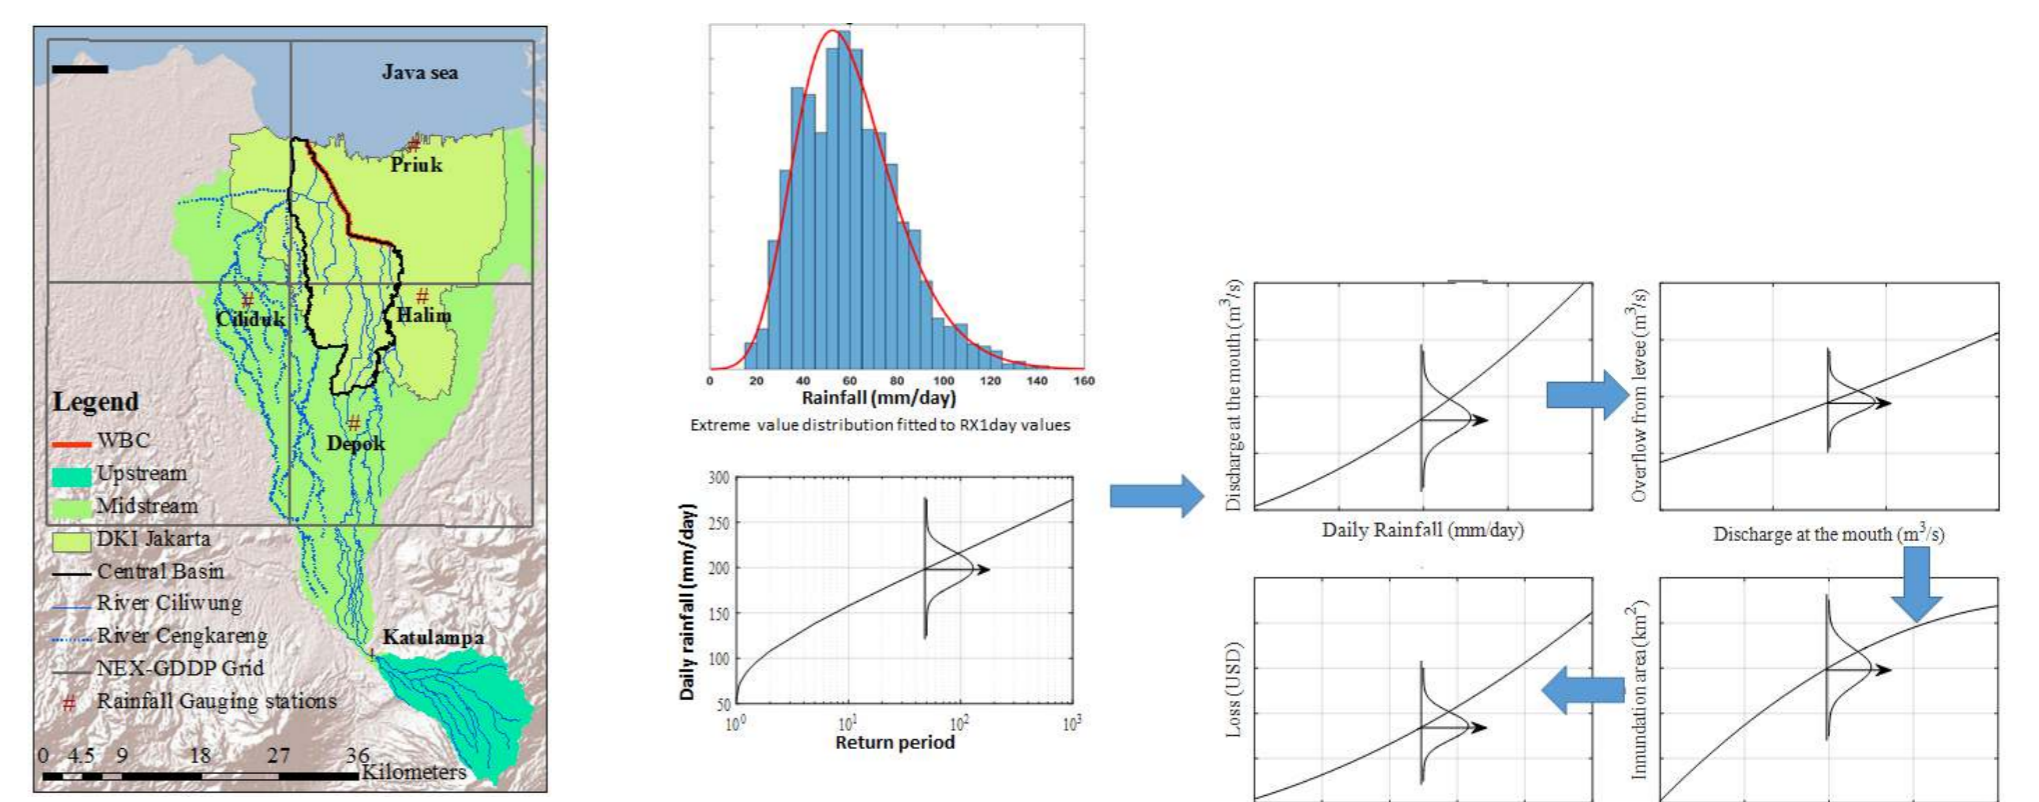 Java sea
Priuk
Ciliduk
Halim
Depok
Katulampa
Legend
WBC
Upstream
Midstream
DKI Jakarta
Central Basin
River Ciliwung
River Cengkareng
NEX-GDDP Grid
# Rainfall Gauging stations
0 4.5 9 18 27 36
Kilometers
0 20 40 60 80 100 120 140 160
Rainfall (mm/day)
Extreme value distribution fitted to RX1day values
Daily rainfall (mm/day)
300
250
200
150
100
50
10⁰ 10¹ 10² 10³
Return period
Discharge at the mouth (m³/s)
Daily Rainfall (mm/day)
Overflow from levee (m³/s)
Discharge at the mouth (m³/s)
Loss (USD)
Innundation area (km²)